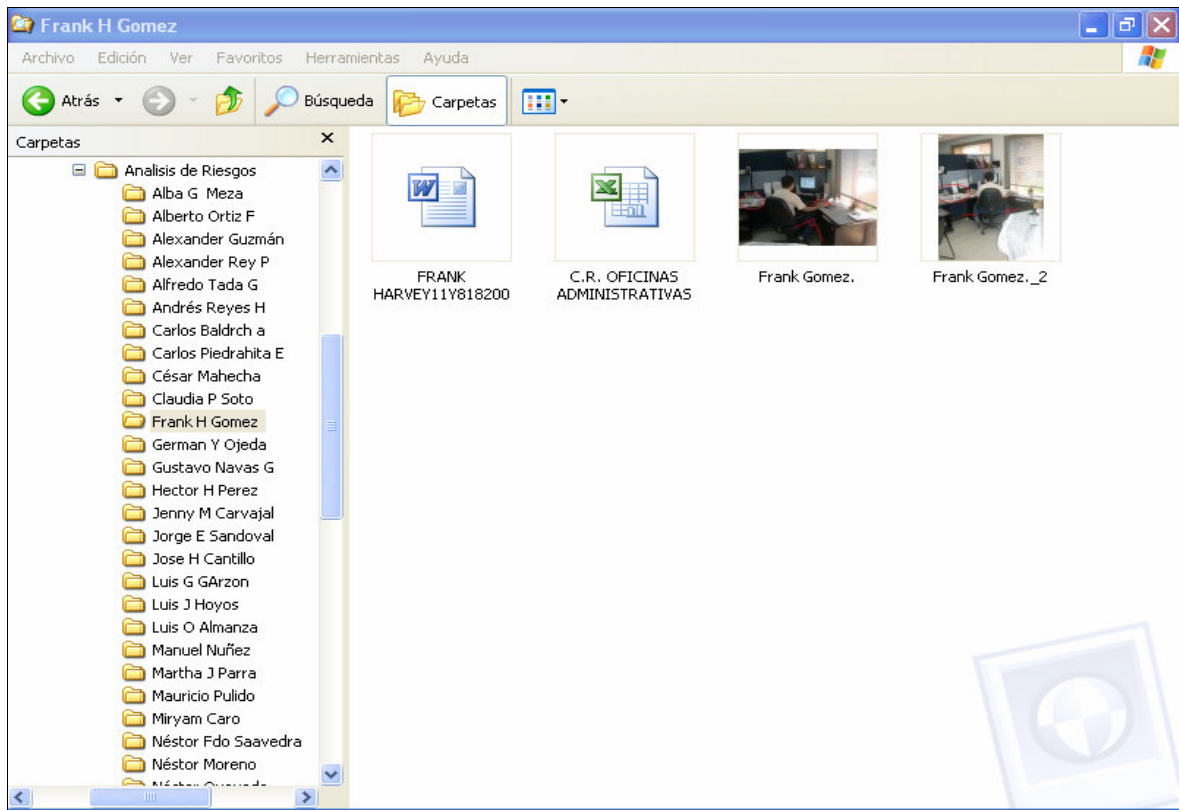 Frank H Gomez
Archivo Edición Ver Favoritos Herramientas Ayuda
Atrás Búsqueda Carpetas
Carpetas
Analisis de Riesgos
Alba G Meza
Alberto Ortiz F
Alexander Guzmán
Alexander Rey P
Alfredo Tada G
Andrés Reyes H
Carlos Baldrch a
Carlos Piedrahita E
César Mahecha
Claudia P Soto
Frank H Gomez
German Y Ojeda
Gustavo Navas G
Hector H Perez
Jenny M Carvajal
Jorge E Sandoval
Jose H Cantillo
Luis G GArzon
Luis J Hoyos
Luis O Almanza
Manuel Nuñez
Martha J Parra
Mauricio Pulido
Miryam Caro
Néstor Fdo Saavedra
Néstor Moreno
FRANK
HARVEY11Y818200
C.R. OFICINAS
ADMINISTRATIVAS
Frank Gomez.
Frank Gomez._2